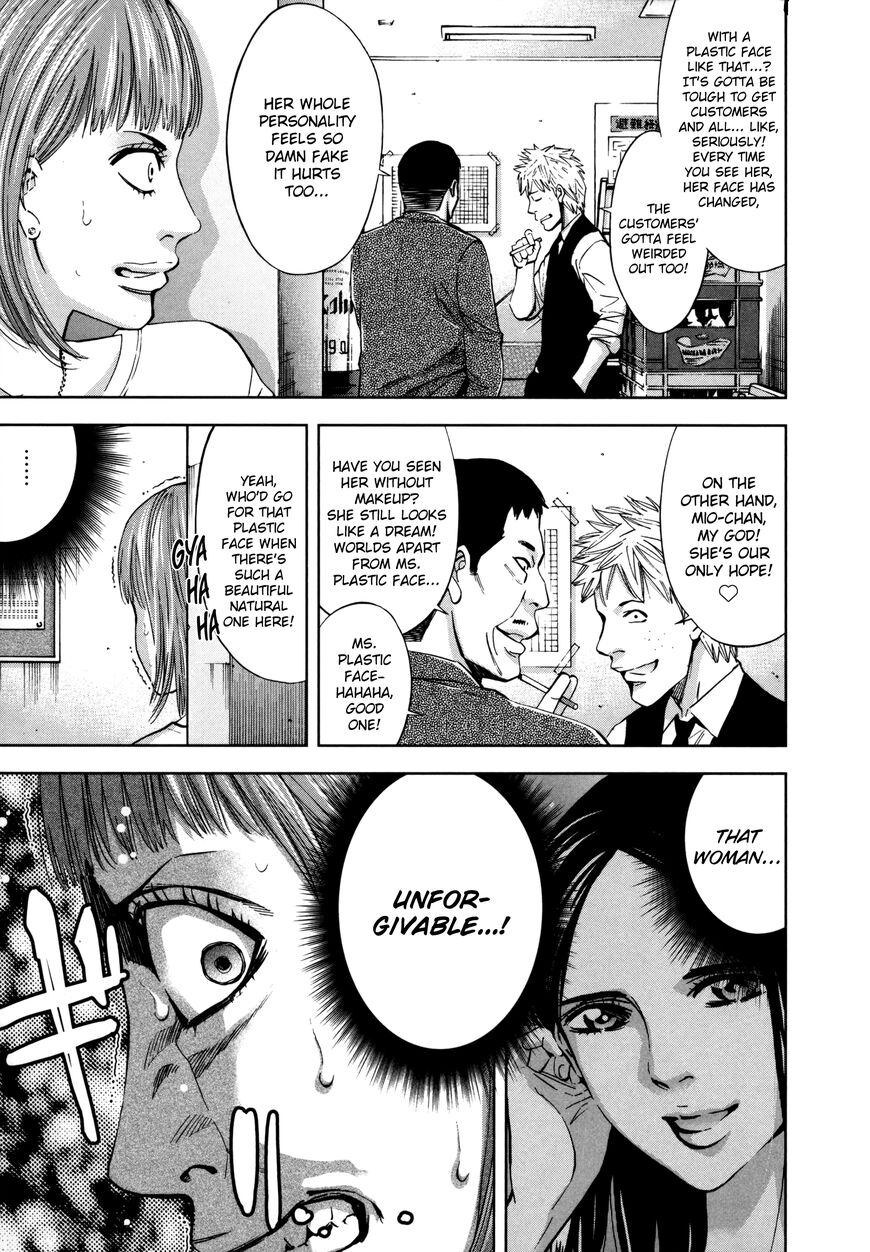 WITH A
PLASTIC FACE
LIKE THAT...?
IT'S GOTTA BE
TOUGH TO GET
CUSTOMERS
AND ALL... LIKE,
SERIOUSLY!
EVERY TIME
YOU SEE HER,
HER FACE HAS
CHANGED,
THE
CUSTOMERS'
GOTTA FEEL
WEIRDED
OUT TOO!
HER WHOLE
PERSONALITY
FEELS SO
DAMN FAKE
IT HURTS
TOO...
避難
190
ON THE
OTHER HAND,
MIO-CHAN,
MY GOD!
SHE'S OUR
ONLY HOPE!
♡
HAVE YOU SEEN
HER WITHOUT
MAKEUP?
SHE STILL LOOKS
LIKE A DREAM!
WORLDS APART
FROM MS.
PLASTIC FACE...
MS.
PLASTIC
FACE-
HAHAHA,
GOOD
ONE!
YEAH,
WHO'D GO
FOR THAT
PLASTIC
FACE WHEN
THERE'S
SUCH A
BEAUTIFUL
NATURAL
ONE HERE!
GYA
HA
HA
......
THAT
WOMAN...
UNFOR-
GIVABLE...!
ギリ